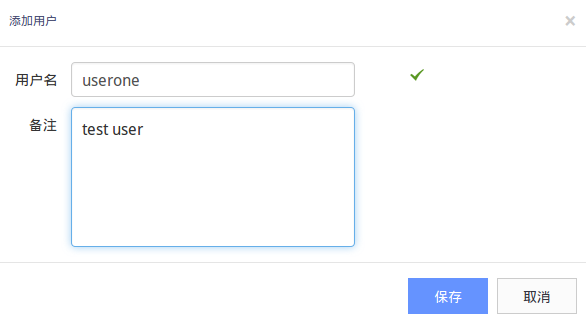 添加用户 ×
用户名 userone
备注 test user
保存 取消